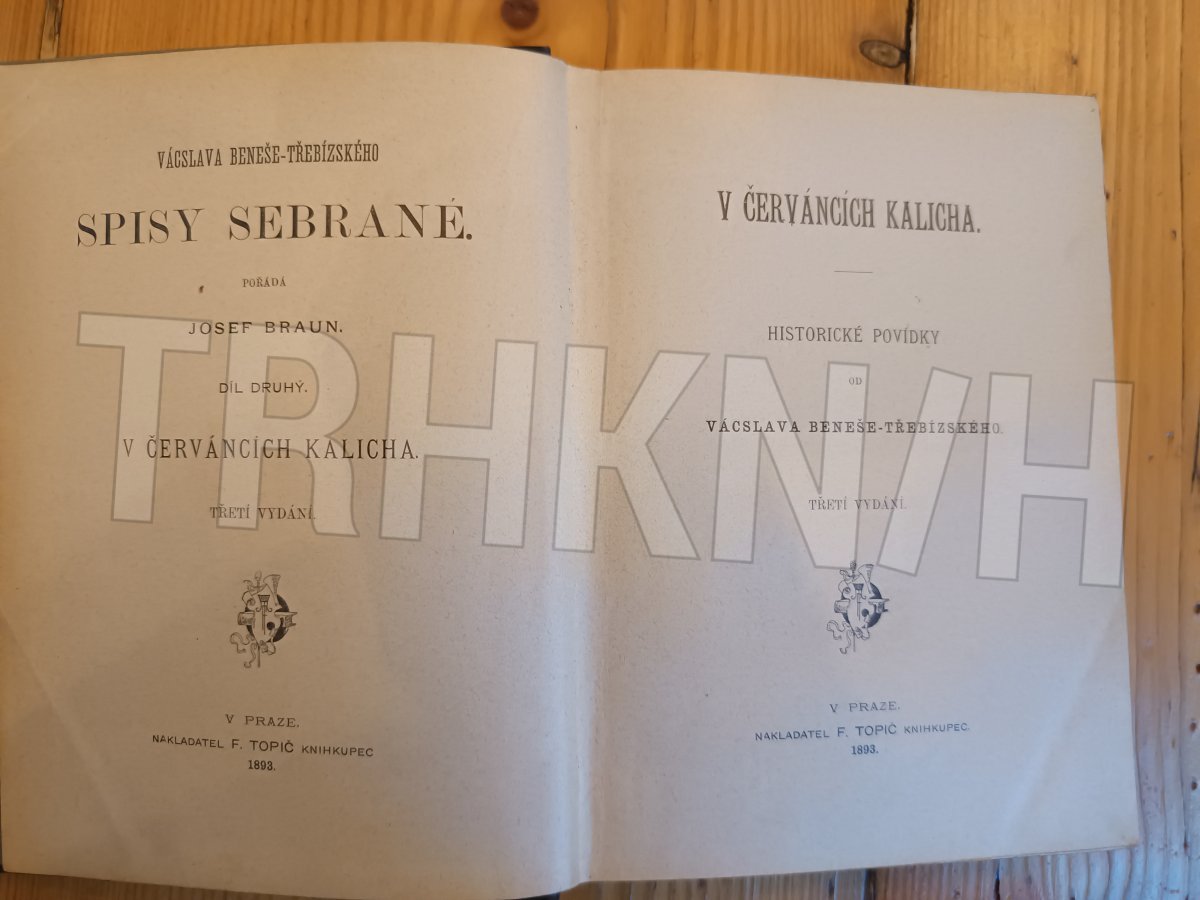 VÁCSLAVA BENEŠE-TŘEBÍZSKÉHO
SPISY SEBRANÉ.
POŘÁDÁ
JOSEF BRAUN.
DÍL DRUHÝ.
V ČERVÁNCÍCH KALICHA.
TŘETÍ VYDÁNÍ.
V PRAZE.
NAKLADATEL F. TOPIČ KNIHKUPEC
1893.
V ČERVÁNCÍCH KALICHA.
HISTORICKÉ POVÍDKY
OD
VÁCSLAVA BENEŠE-TŘEBÍZSKÉHO.
TŘETÍ VYDÁNÍ.
V PRAZE.
NAKLADATEL F. TOPIČ KNIHKUPEC.
1893.
TRHKNIH